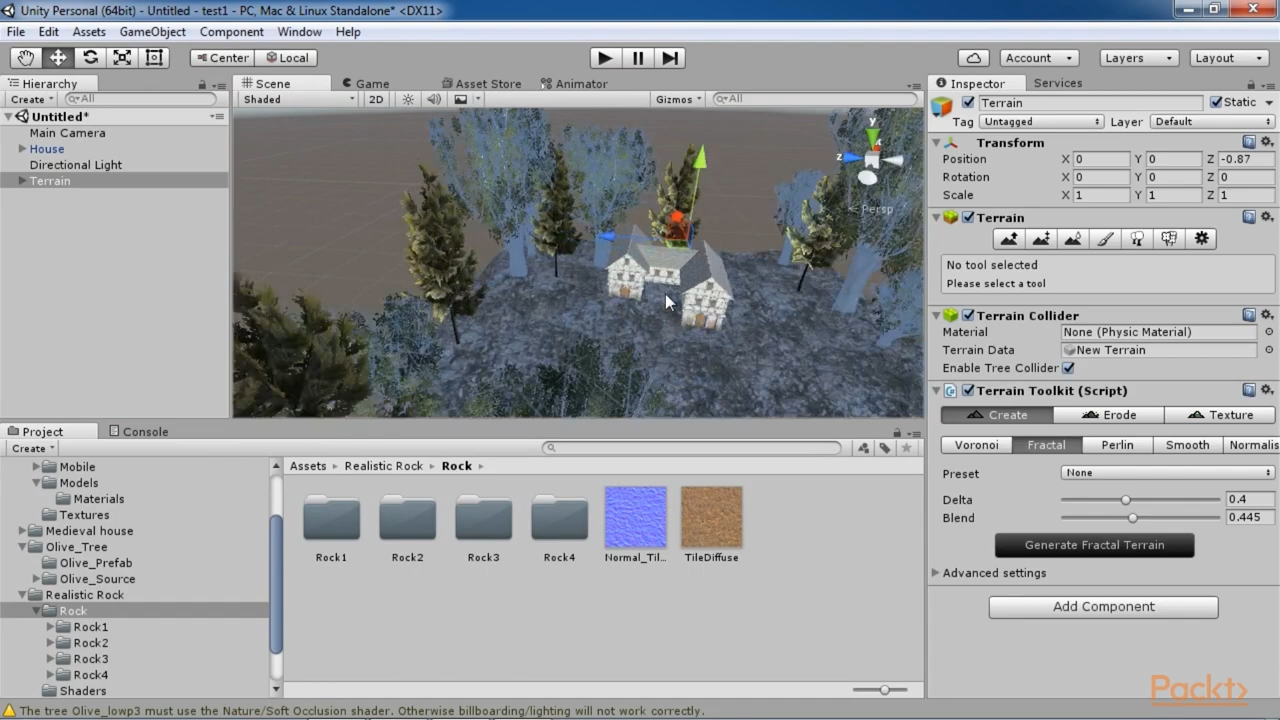 Unity Personal (64bit) - Untitled - test1 - PC, Mac & Linux Standalone* <DX11>
File Edit Assets GameObject Component Window Help
Center Local Account Layers Layout
Hierarchy
Create All
Untitled*
Main Camera
House
Directional Light
Terrain
Scene Game Asset Store Animator
Shaded 2D Gizmos All
y
x
z
Persp
Inspector Services
Terrain Static
Tag Untagged Layer Default
Transform
Position X 0 Y 0 Z -0.87
Rotation X 0 Y 0 Z 0
Scale X 1 Y 1 Z 1
Terrain
No tool selected
Please select a tool
Terrain Collider
Material None (Physic Material)
Terrain Data New Terrain
Enable Tree Collider
Terrain Toolkit (Script)
Create Erode Texture
Voronoi Fractal Perlin Smooth Normalis
Preset None
Delta 0.4
Blend 0.445
Generate Fractal Terrain
Advanced settings
Add Component
Project Console
Create
Mobile
Models
Materials
Textures
Medieval house
Olive_Tree
Olive_Prefab
Olive_Source
Realistic Rock
Rock
Rock1
Rock2
Rock3
Rock4
Shaders
Assets Realistic Rock Rock
Rock1 Rock2 Rock3 Rock4 Normal_Til... TileDiffuse
Packt
The tree Olive_lowp3 must use the Nature/Soft Occlusion shader. Otherwise billboarding/lighting will not work correctly.